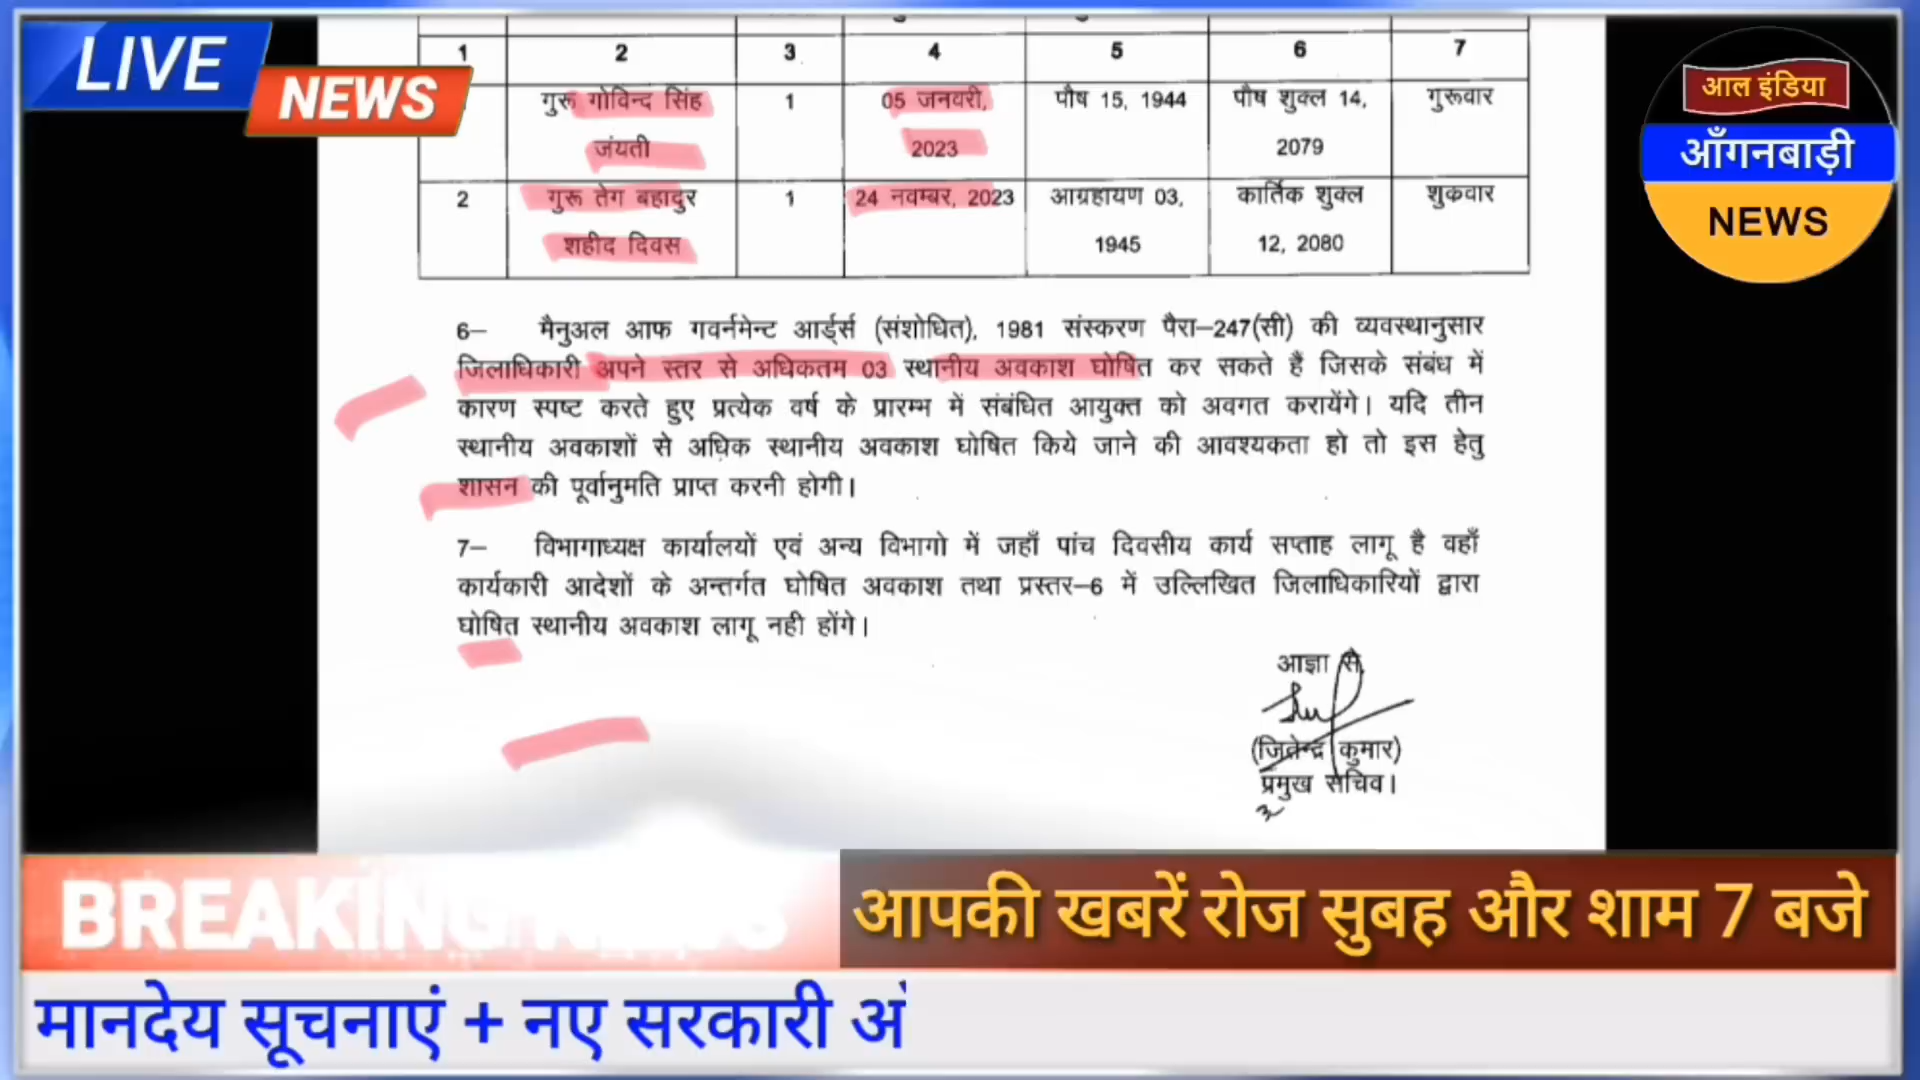 LIVE
NEWS
आल इंडिया
आँगनबाड़ी
NEWS
1 2 3 4 5 6 7
गुरू गोविन्द सिंह 1 05 जनवरी, पौष 15, 1944 पौष शुक्ल 14, गुरूवार
जंयती 2023 2079
2 गुरू तेग बहादुर 1 24 नवम्बर, 2023 आग्रहायण 03, कार्तिक शुक्ल शुकवार
शहीद दिवस 1945 12, 2080
6— मैनुअल आफ गवर्नमेन्ट आर्ड्स (संशोधित), 1981 संस्करण पैरा—247(सी) की व्यवस्थानुसार
जिलाधिकारी अपने स्तर से अधिकतम 03 स्थानीय अवकाश घोषित कर सकते हैं जिसके संबंध में
कारण स्पष्ट करते हुए प्रत्येक वर्ष के प्रारम्भ में संबंधित आयुक्त को अवगत करायेंगे। यदि तीन
स्थानीय अवकाशों से अधिक स्थानीय अवकाश घोषित किये जाने की आवश्यकता हो तो इस हेतु
शासन की पूर्वानुमति प्राप्त करनी होगी।
7— विभागाध्यक्ष कार्यालयों एवं अन्य विभागो में जहाँ पांच दिवसीय कार्य सप्ताह लागू है वहाँ
कार्यकारी आदेशों के अन्तर्गत घोषित अवकाश तथा प्रस्तर—6 में उल्लिखित जिलाधिकारियों द्वारा
घोषित स्थानीय अवकाश लागू नही होंगे।
आज्ञा से,
(जितेन्द्र कुमार)
प्रमुख सचिव।
BREAKING NEWS
आपकी खबरें रोज सुबह और शाम 7 बजे
मानदेय सूचनाएं + नए सरकारी